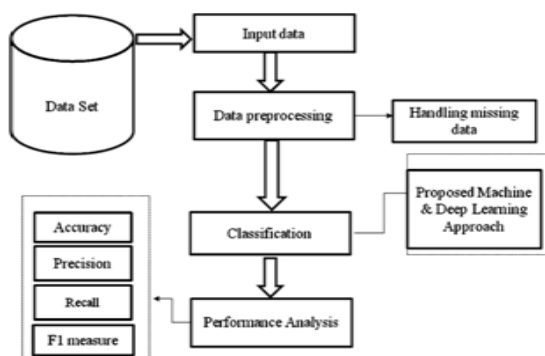 Input data
Data Set
Data preprocessing
Handling missing
data
Proposed Machine
& Deep Learning
Approach
Classification
Accuracy
Precision
Recall
F1 measure
Performance Analysis